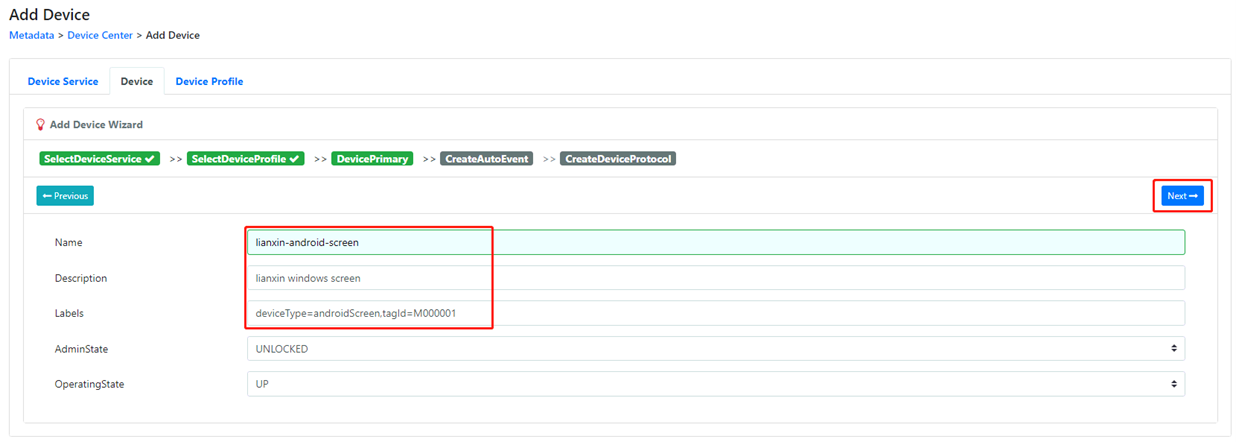 Add Device
Metadata > Device Center > Add Device
Device Service Device Device Profile
Add Device Wizard
SelectDeviceService >> SelectDeviceProfile >> DevicePrimary >> CreateAutoEvent >> CreateDeviceProtocol
Previous Next
Name lianxin-android-screen
Description lianxin windows screen
Labels deviceType=androidScreen,tagId=M000001
AdminState UNLOCKED
OperatingState UP